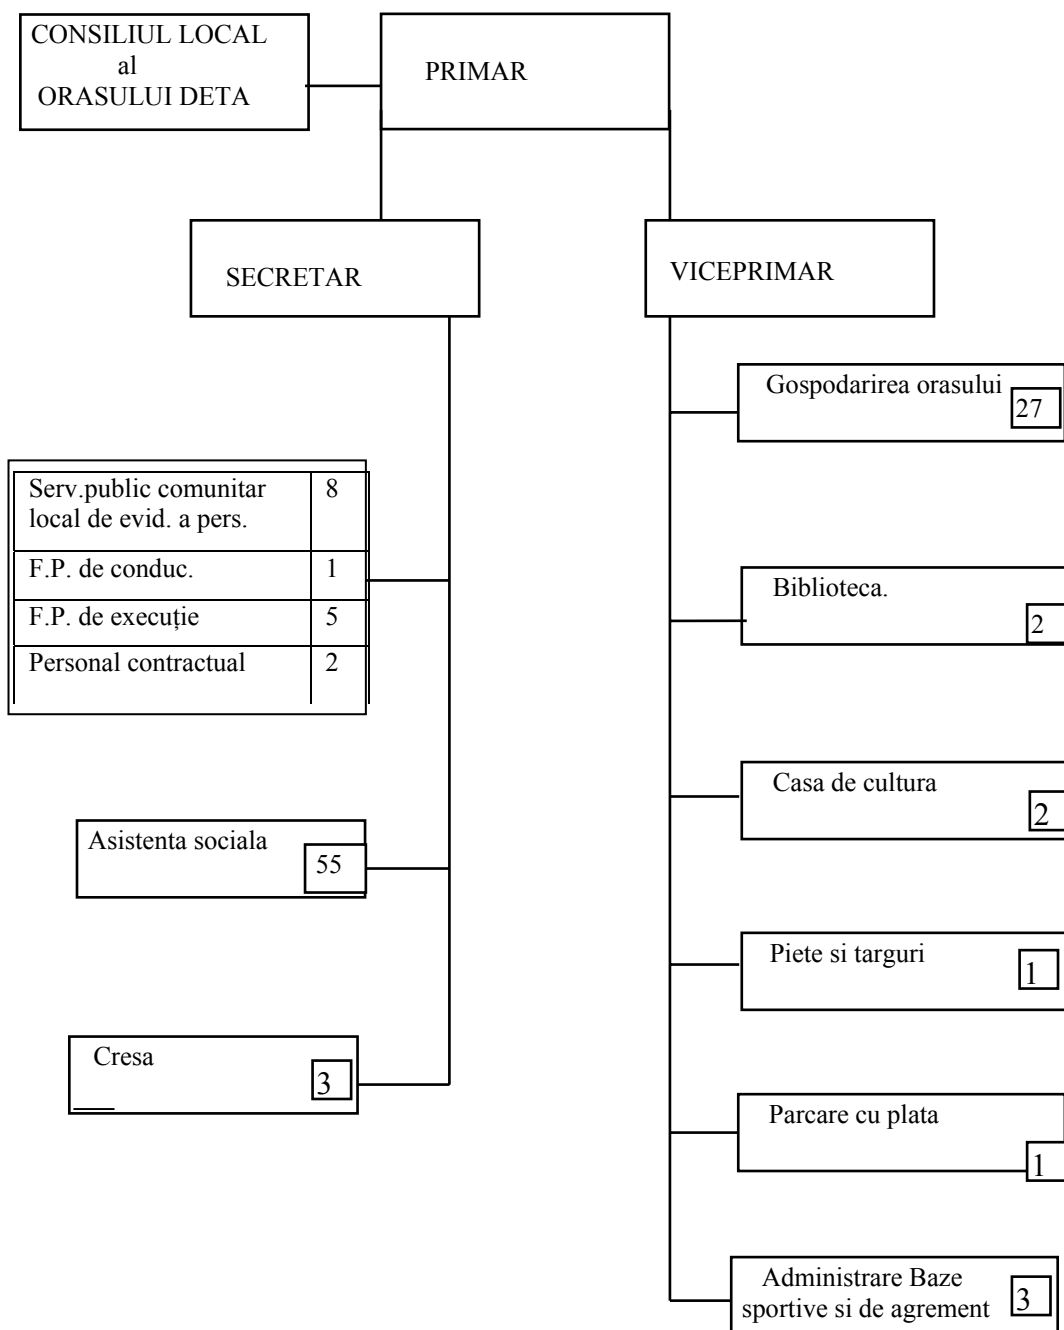 CONSILIUL LOCAL
al
ORASULUI DETA
PRIMAR
SECRETAR
VICEPRIMAR
Serv.public comunitar
local de evid. a pers.
8
F.P. de conduc.
1
F.P. de execuție
5
Personal contractual
2
Asistenta sociala
55
Cresa
3
Gospodarirea orasului
27
Biblioteca.
2
Casa de cultura
2
Piete si targuri
1
Parcare cu plata
1
Administrare Baze
sportive si de agrement
3